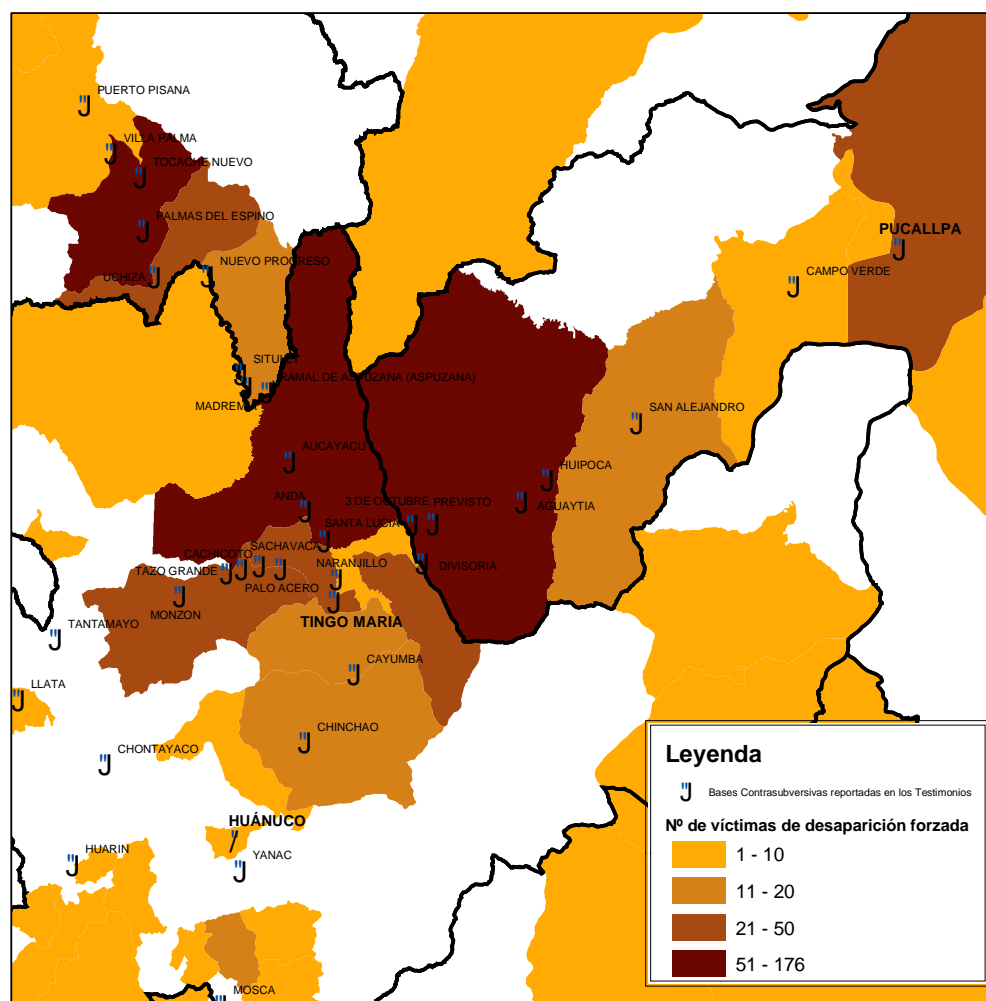 PUERTO PISANA
VILLA PALMA
TOCACHE NUEVO
PALMAS DEL ESPINO
PUCALLPA
UCHIZA
NUEVO PROGRESO
CAMPO VERDE
RAMAL DE ASPUZANA (ASPUZANA)
SAN ALEJANDRO
AUCAYACU
HUIPOCA
ANDA
3 DE OCTUBRE PREVISTO
AGUAYTIA
SANTA LUCIA
SACHAVACA
CACHICOTO
NARANJILLO
DIVISORIA
TAZO GRANDE
PALO ACERO
MONZON
TINGO MARIA
TANTAMAYO
CAYUMBA
LLATA
CHINCHAO
CHONTAYACO
HUÁNUCO
HUARIN
YANAC
MOSCA
Leyenda
Bases Contrasubversivas reportadas en los Testimonios
Nº de víctimas de desaparición forzada
1 - 10
11 - 20
21 - 50
51 - 176